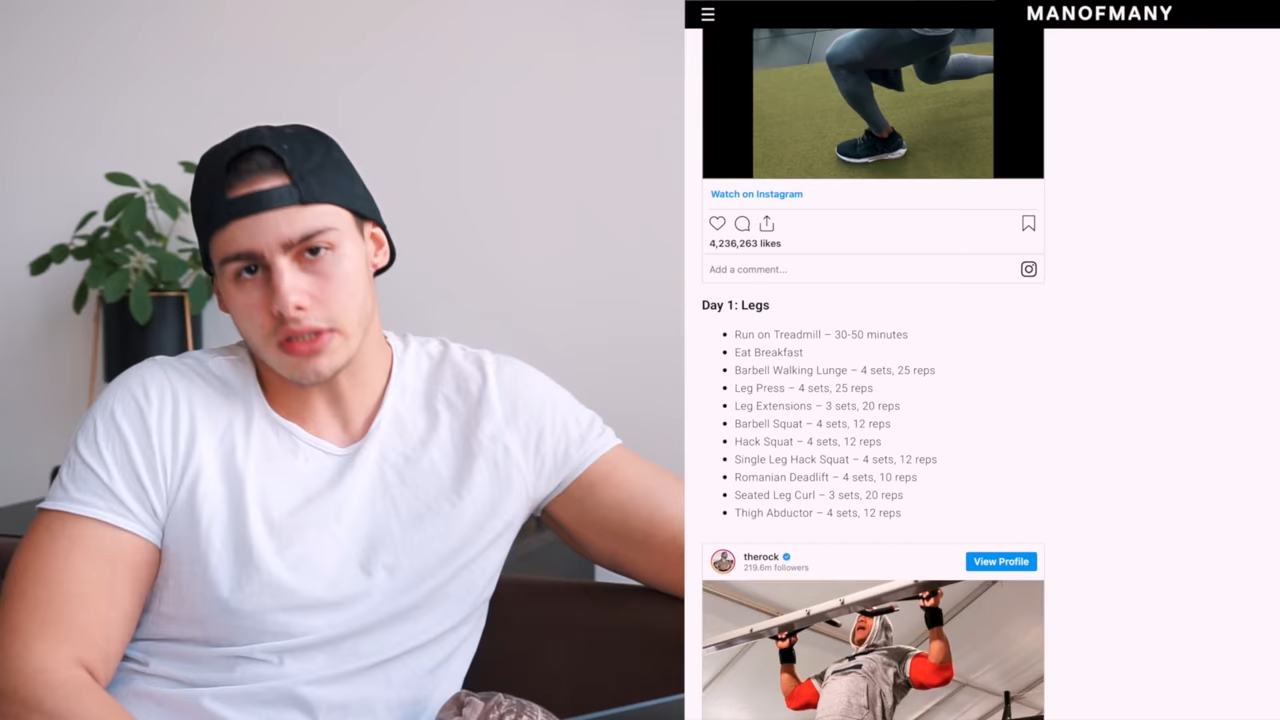 MANOFMANY
Watch on Instagram
4,236,263 likes
Add a comment...
Day 1: Legs
Run on Treadmill – 30-50 minutes
Eat Breakfast
Barbell Walking Lunge – 4 sets, 25 reps
Leg Press – 4 sets, 25 reps
Leg Extensions – 3 sets, 20 reps
Barbell Squat – 4 sets, 12 reps
Hack Squat – 4 sets, 12 reps
Single Leg Hack Squat – 4 sets, 12 reps
Romanian Deadlift – 4 sets, 10 reps
Seated Leg Curl – 3 sets, 20 reps
Thigh Abductor – 4 sets, 12 reps
therock
219.6m followers
View Profile